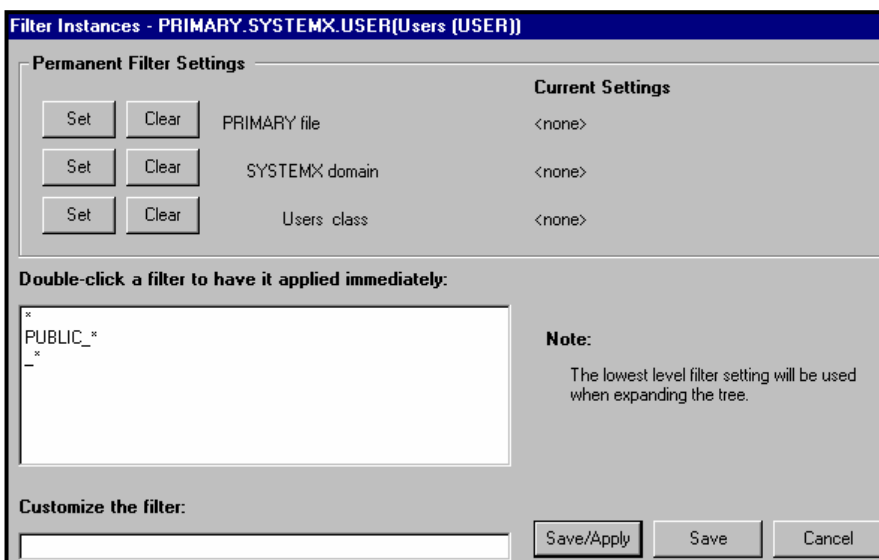 Filter Instances - PRIMARY.SYSTEMX.USER(Users (USER))
Permanent Filter Settings
Current Settings
Set Clear PRIMARY file <none>
Set Clear SYSTEMX domain <none>
Set Clear Users class <none>
Double-click a filter to have it applied immediately:
*
PUBLIC_*
_*
Note:
The lowest level filter setting will be used
when expanding the tree.
Customize the filter:
Save/Apply Save Cancel